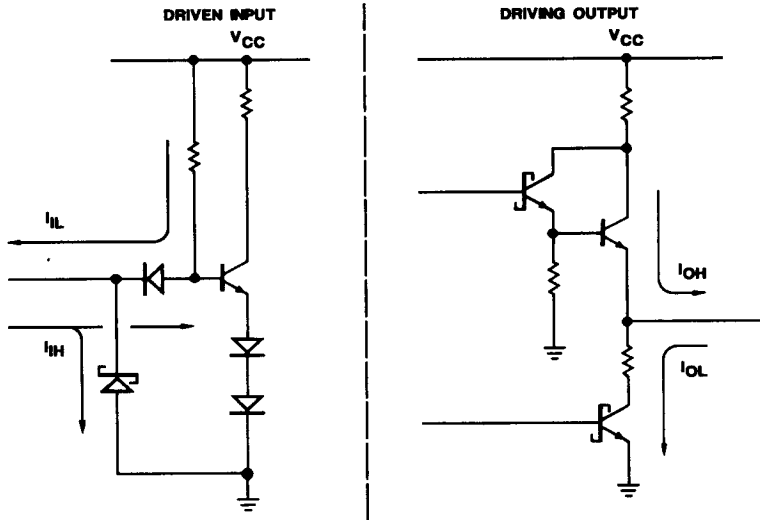 DRIVEN INPUT
VCC
IIL
IIH
DRIVING OUTPUT
VCC
IOH
IOL